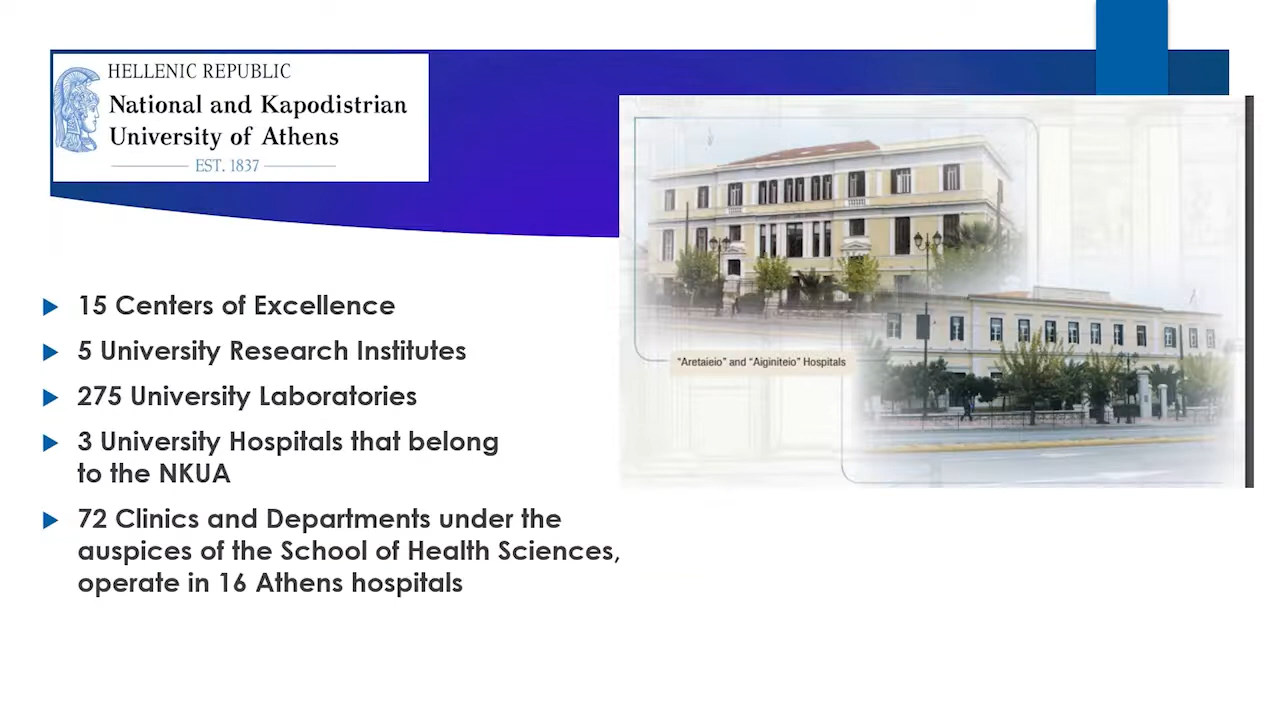 HELLENIC REPUBLIC
National and Kapodistrian
University of Athens
EST. 1837
15 Centers of Excellence
5 University Research Institutes
275 University Laboratories
3 University Hospitals that belong
to the NKUA
72 Clinics and Departments under the
auspices of the School of Health Sciences,
operate in 16 Athens hospitals
"Aretaieio" and "Aiginiteio" Hospitals